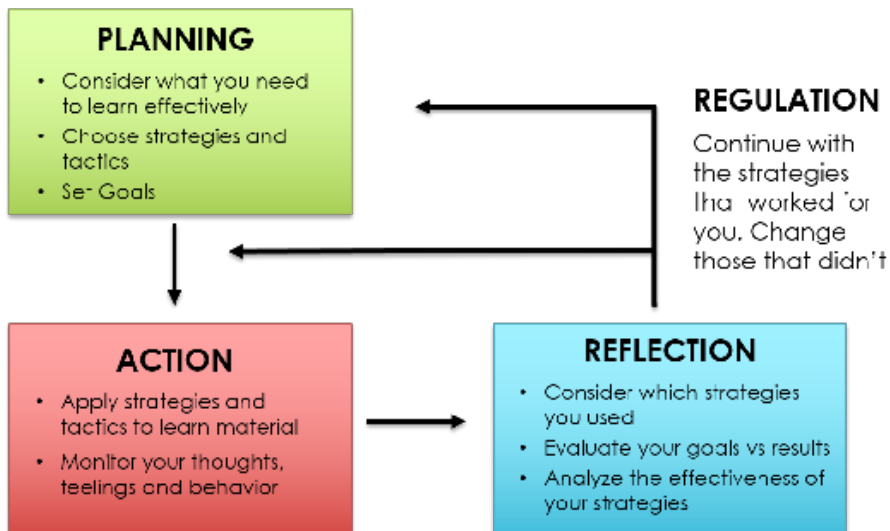 PLANNING
• Consider what you need
to learn effectively
• Choose strategies and
tactics
• Set Goals
REGULATION
Continue with
the strategies
that worked for
you. Change
those that didn't
ACTION
• Apply strategies and
tactics to learn material
• Monitor your thoughts,
feelings and behavior
REFLECTION
• Consider which strategies
you used
• Evaluate your goals vs results
• Analyze the effectiveness of
your strategies